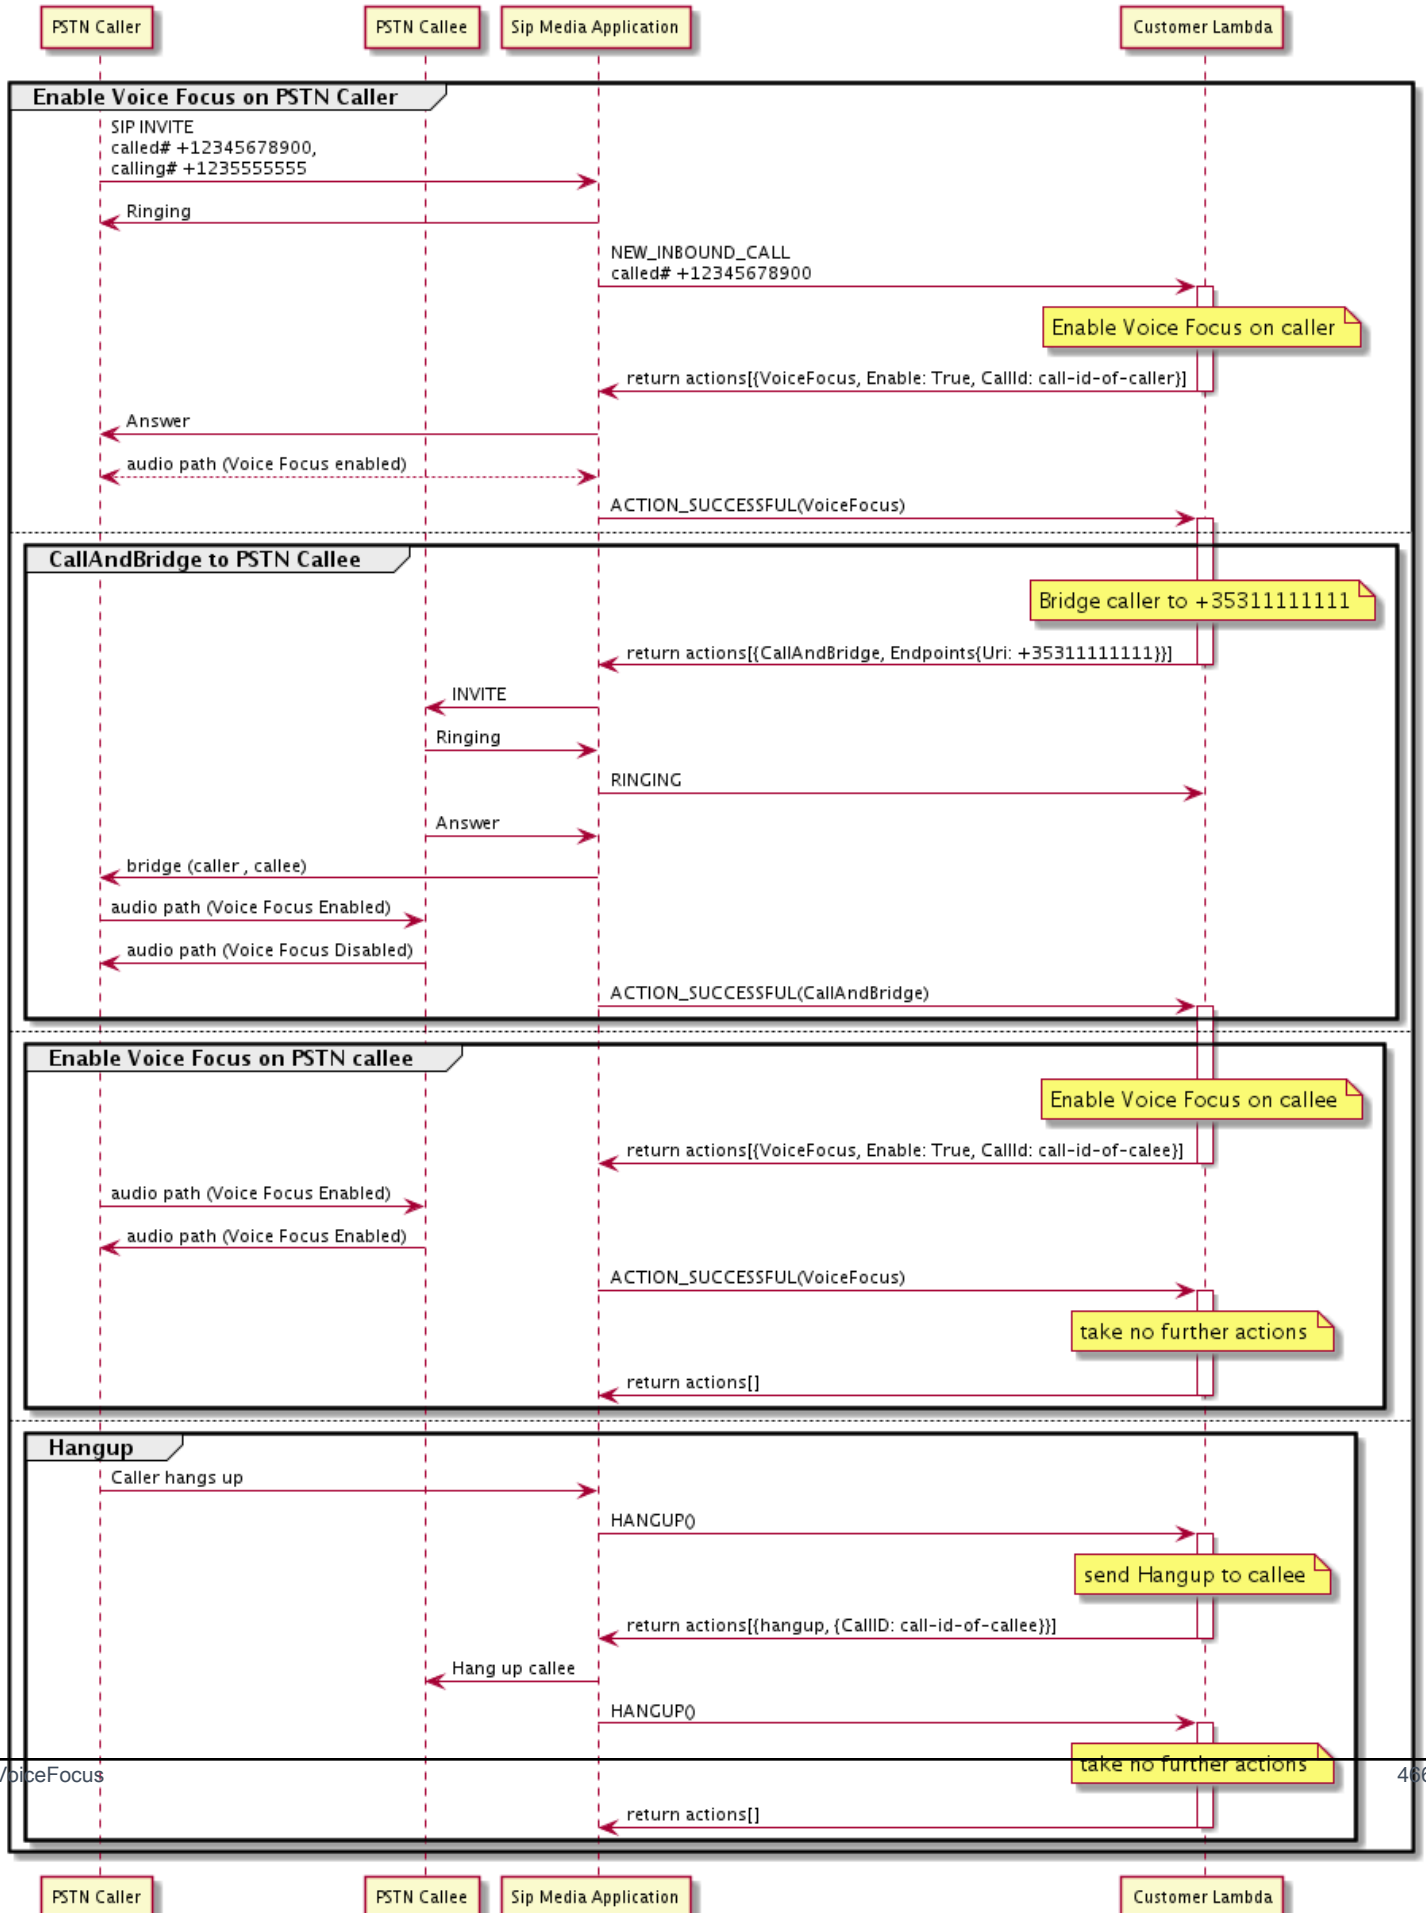 PSTN Caller
PSTN Callee
Sip Media Application
Customer Lambda
Enable Voice Focus on PSTN Caller
SIP INVITE
called# +12345678900,
calling# +1235555555
Ringing
NEW_INBOUND_CALL
called# +12345678900
Enable Voice Focus on caller
return actions[{VoiceFocus, Enable: True, CallId: call-id-of-caller}]
Answer
audio path (Voice Focus enabled)
ACTION_SUCCESSFUL(VoiceFocus)
CallAndBridge to PSTN Callee
Bridge caller to +35311111111
return actions[{CallAndBridge, Endpoints{Uri: +35311111111}}]
INVITE
Ringing
RINGING
Answer
bridge (caller , callee)
audio path (Voice Focus Enabled)
audio path (Voice Focus Disabled)
ACTION_SUCCESSFUL(CallAndBridge)
Enable Voice Focus on PSTN callee
Enable Voice Focus on callee
return actions[{VoiceFocus, Enable: True, CallId: call-id-of-calee}]
audio path (Voice Focus Enabled)
audio path (Voice Focus Enabled)
ACTION_SUCCESSFUL(VoiceFocus)
take no further actions
return actions[]
Hangup
Caller hangs up
HANGUP()
send Hangup to callee
return actions[{hangup, {CallID: call-id-of-callee}}]
Hang up callee
HANGUP()
take no further actions
VoiceFocus
466
return actions[]
PSTN Caller
PSTN Callee
Sip Media Application
Customer Lambda